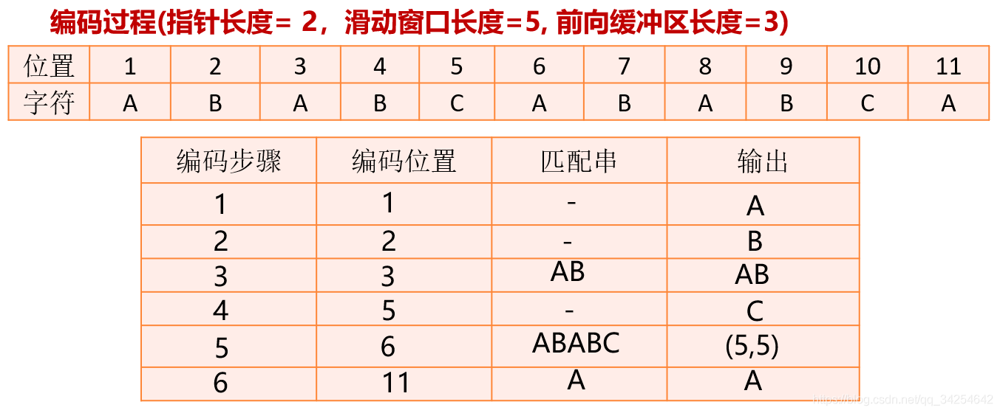 编码过程(指针长度= 2，滑动窗口长度=5, 前向缓冲区长度=3)
位置 1 2 3 4 5 6 7 8 9 10 11
字符 A B A B C A B A B C A
编码步骤 编码位置 匹配串 输出
1 1 - A
2 2 - B
3 3 AB AB
4 5 - C
5 6 ABABC (5,5)
6 11 A A
https://blog.csdn.net/qq_34254642